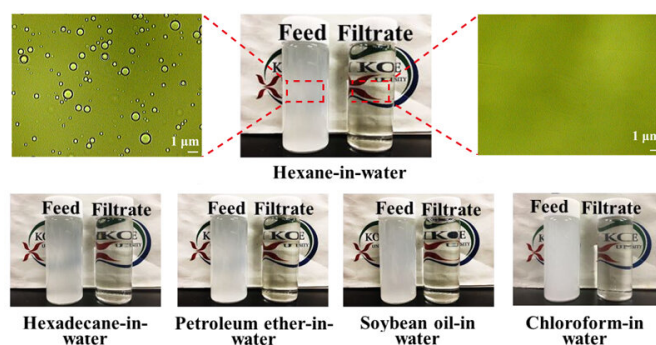 Feed Filtrate
1 μm
1 μm
Hexane-in-water
Feed Filtrate
Feed Filtrate
Feed Filtrate
Feed Filtrate
Hexadecane-in-
water
Petroleum ether-in-
water
Soybean oil-in
water
Chloroform-in
water